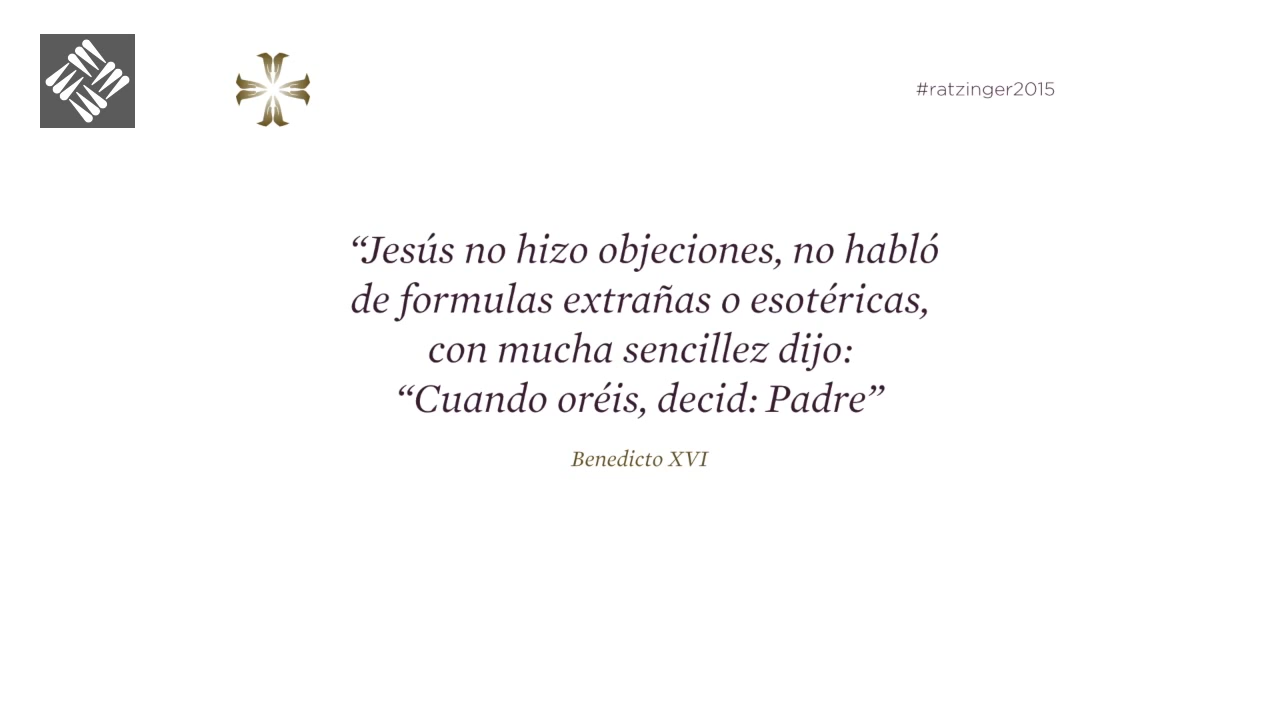 #ratzinger2015
“Jesús no hizo objeciones, no habló
de formulas extrañas o esotéricas,
con mucha sencillez dijo:
“Cuando oréis, decid: Padre”
Benedicto XVI